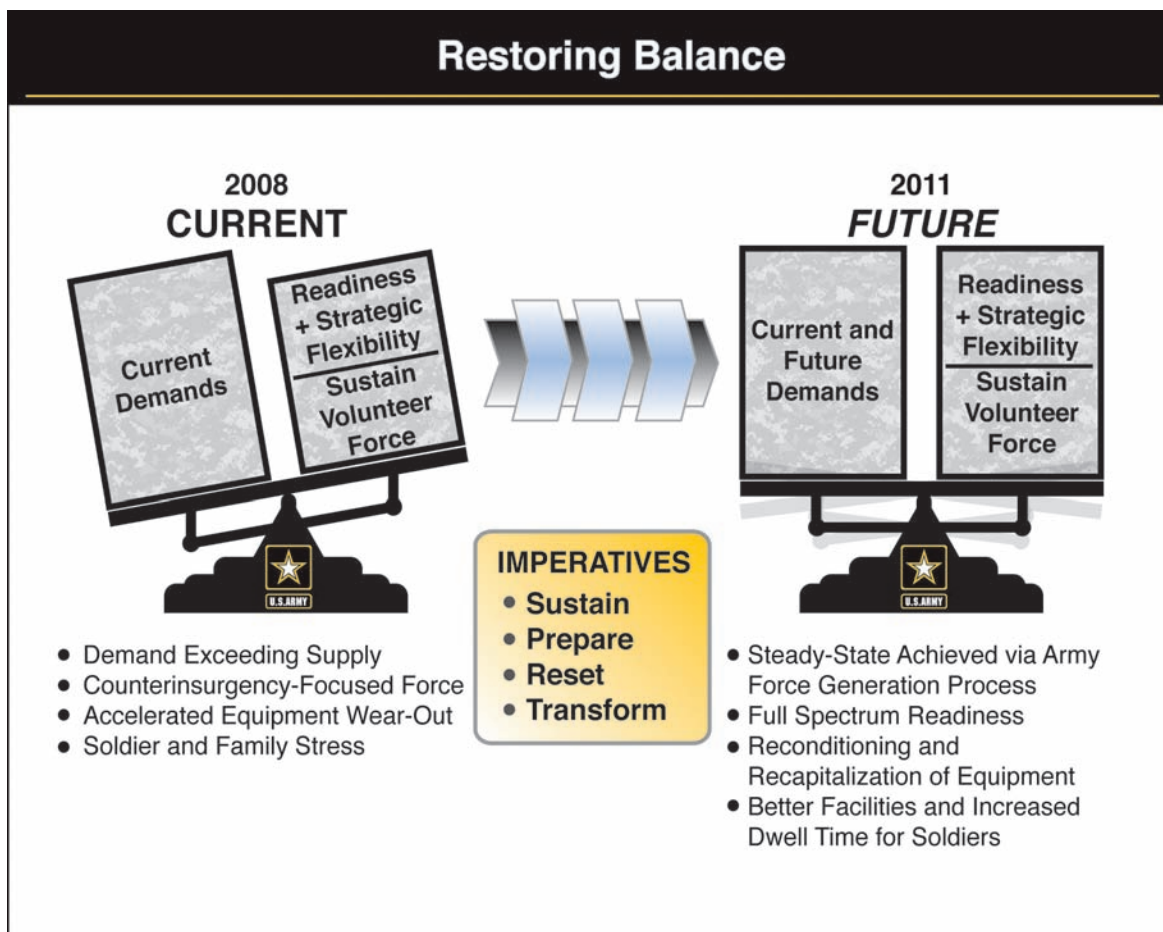 Restoring Balance
2008
CURRENT
Current
Demands
Readiness
+ Strategic
Flexibility
Sustain
Volunteer
Force
U.S.ARMY
• Demand Exceeding Supply
• Counterinsurgency-Focused Force
• Accelerated Equipment Wear-Out
• Soldier and Family Stress
IMPERATIVES
• Sustain
• Prepare
• Reset
• Transform
2011
FUTURE
Current and
Future
Demands
Readiness
+ Strategic
Flexibility
Sustain
Volunteer
Force
U.S.ARMY
• Steady-State Achieved via Army
Force Generation Process
• Full Spectrum Readiness
• Reconditioning and
Recapitalization of Equipment
• Better Facilities and Increased
Dwell Time for Soldiers